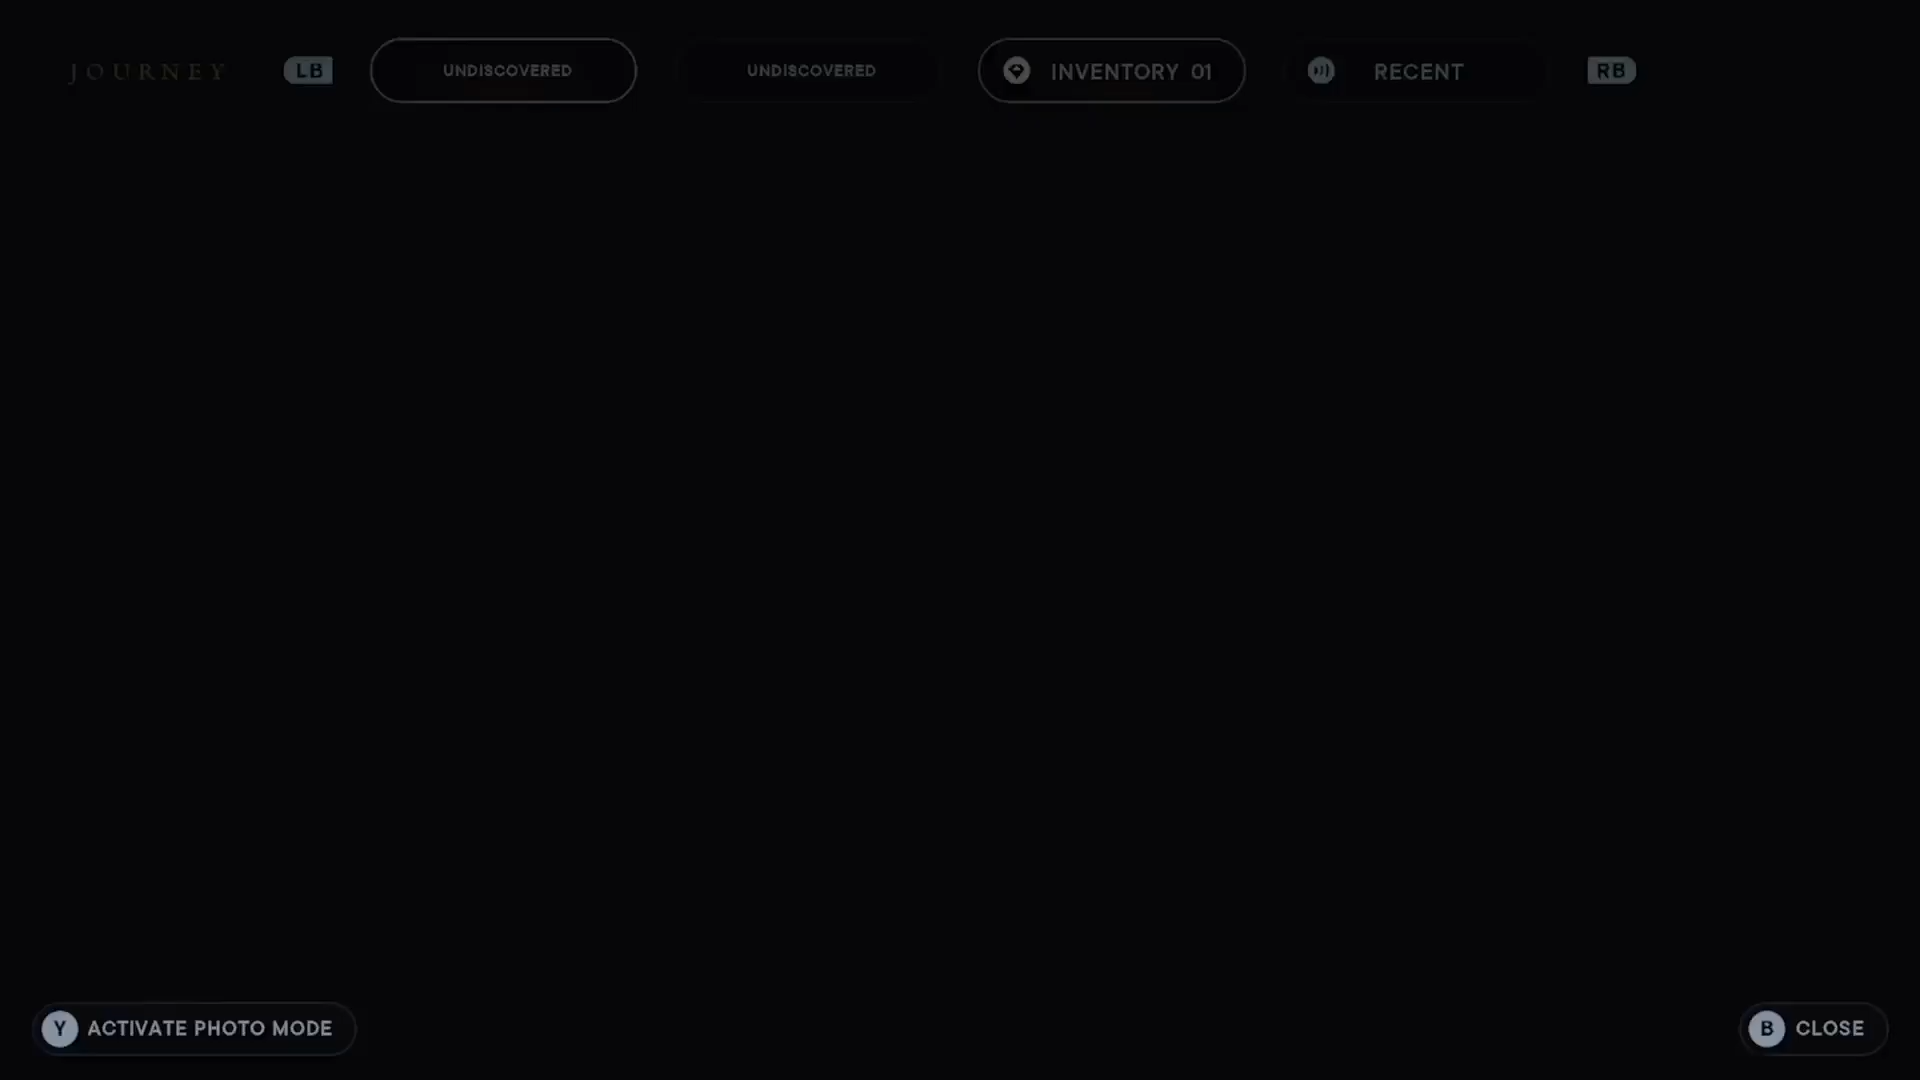 JOURNEY LB UNDISCOVERED UNDISCOVERED INVENTORY 01 RECENT RB
Y ACTIVATE PHOTO MODE B CLOSE